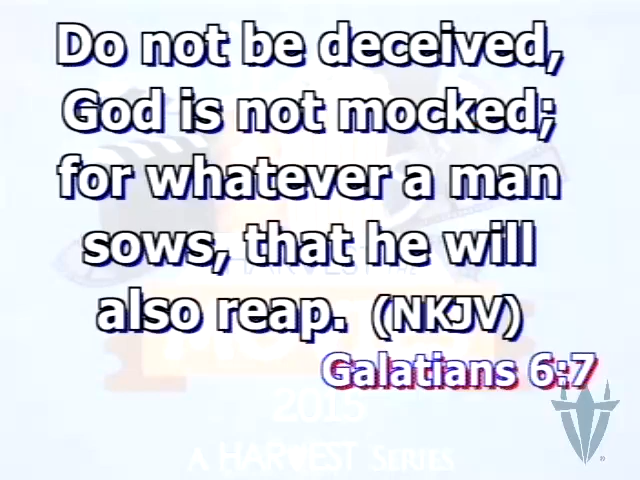 Do not be deceived,
God is not mocked;
for whatever a man
sows, that he will
also reap. (NKJV)
Galatians 6:7
HARVEST
2015
A HARVEST SERIES